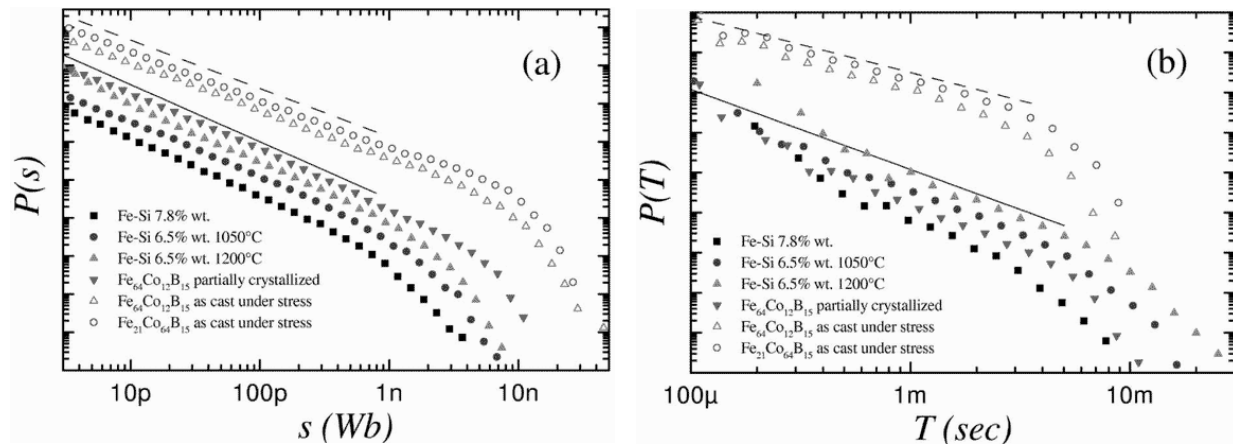 (a)
P(s)
Fe-Si 7.8% wt.
Fe-Si 6.5% wt. 1050°C
Fe-Si 6.5% wt. 1200°C
Fe₆₄Co₁₂B₁₅ partially crystallized
Fe₆₄Co₁₂B₁₅ as cast under stress
Fe₂₁Co₆₄B₁₅ as cast under stress
10p 100p 1n 10n
s (Wb)
(b)
P(T)
Fe-Si 7.8% wt.
Fe-Si 6.5% wt. 1050°C
Fe-Si 6.5% wt. 1200°C
Fe₆₄Co₁₂B₁₅ partially crystallized
Fe₆₄Co₁₂B₁₅ as cast under stress
Fe₂₁Co₆₄B₁₅ as cast under stress
100μ 1m 10m
T (sec)